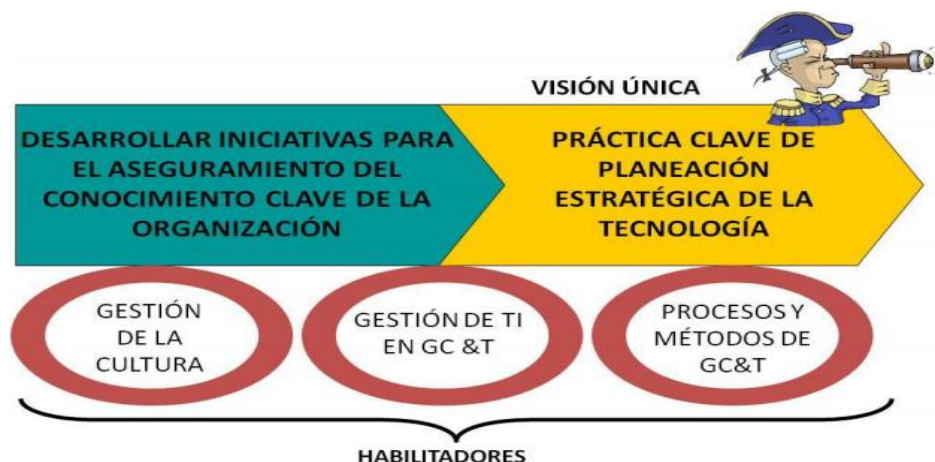 VISIÓN ÚNICA
DESARROLLAR INICIATIVAS PARA
EL ASEGURAMIENTO DEL
CONOCIMIENTO CLAVE DE LA
ORGANIZACIÓN
PRÁCTICA CLAVE DE
PLANEACIÓN
ESTRATÉGICA DE LA
TECNOLOGÍA
GESTIÓN
DE LA
CULTURA
GESTIÓN DE TI
EN GC &T
PROCESOS Y
MÉTODOS DE
GC&T
HABILITADORES